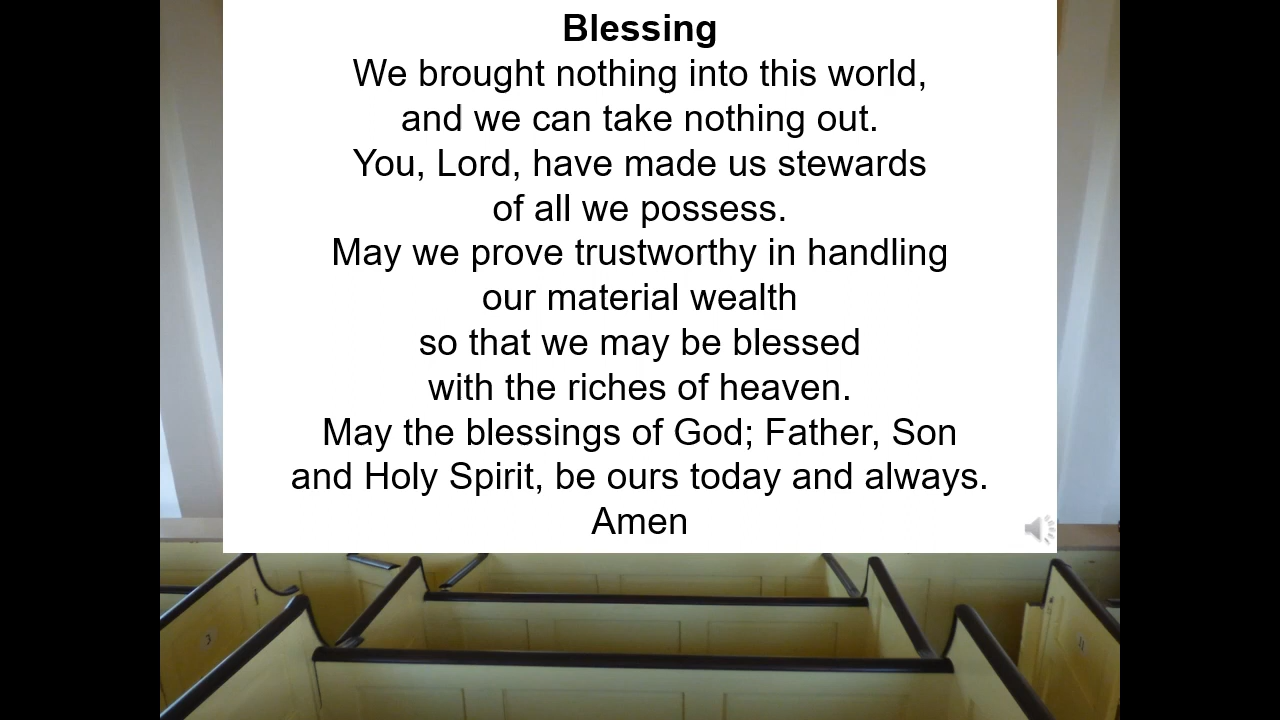 Blessing
We brought nothing into this world,
and we can take nothing out.
You, Lord, have made us stewards
of all we possess.
May we prove trustworthy in handling
our material wealth
so that we may be blessed
with the riches of heaven.
May the blessings of God; Father, Son
and Holy Spirit, be ours today and always.
Amen